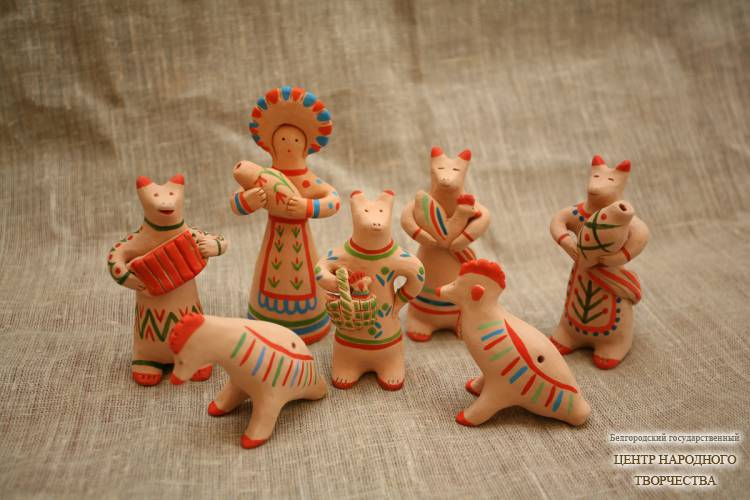 Белгородский государственный
ЦЕНТР НАРОДНОГО
ТВОРЧЕСТВА